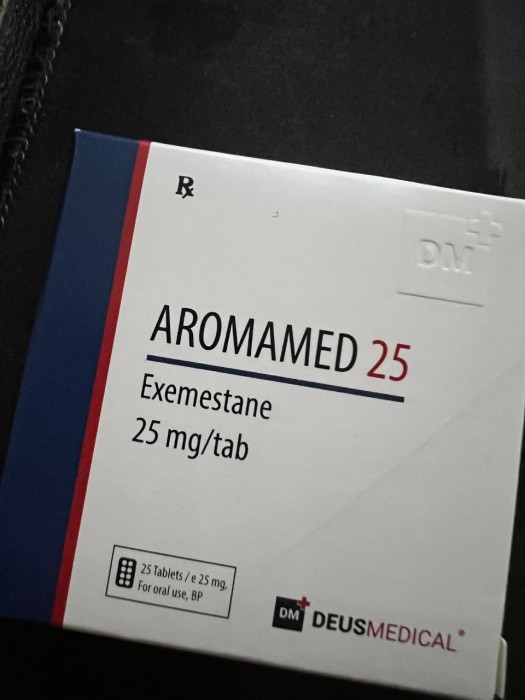 ℞
DM
AROMAMED 25
Exemestane
25 mg/tab
25 Tablets / e 25 mg,
For oral use, BP
DM DEUSMEDICAL®